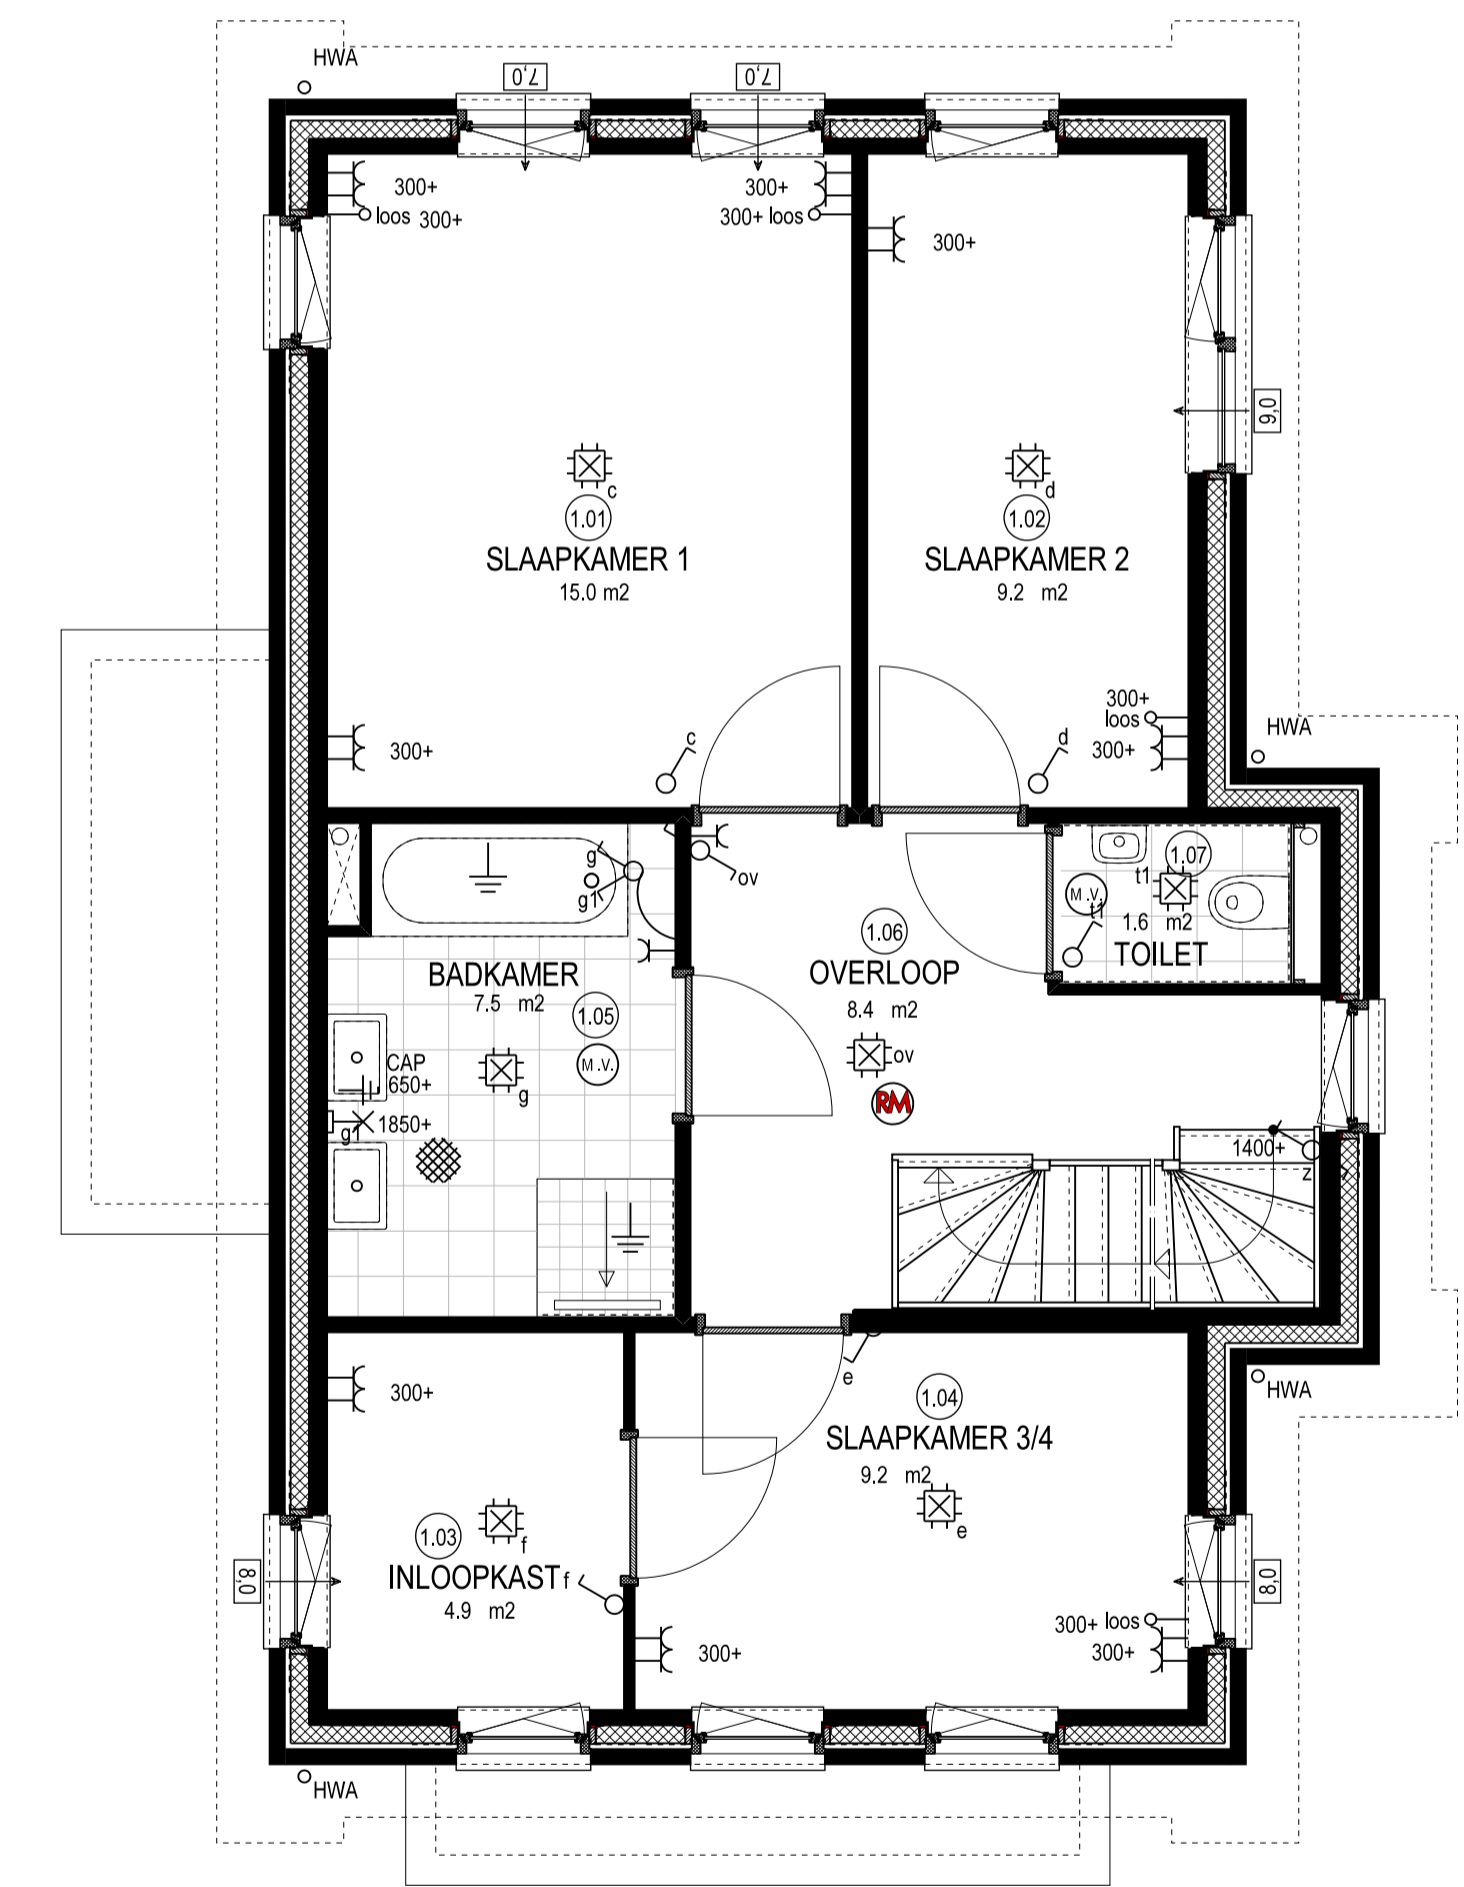 HWA
7,0
7,0
300+
loos 300+
300+
300+ loos
300+
9,0
c
1.01
SLAAPKAMER 1
15.0 m2
d
1.02
SLAAPKAMER 2
9.2 m2
300+
c
d
300+
loos
300+
HWA
g
g1
ov
1.07
t1
M.V.
t1
1.6 m2
TOILET
1.06
OVERLOOP
8.4 m2
ov
RM
BADKAMER
7.5 m2
1.05
M.V.
CAP
650+
g
g1
1850+
1400+
z
e
HWA
300+
1.04
SLAAPKAMER 3/4
9.2 m2
e
1.03
f
INLOOPKAST
f
4.9 m2
8,0
8,0
300+ loos
300+
300+
HWA